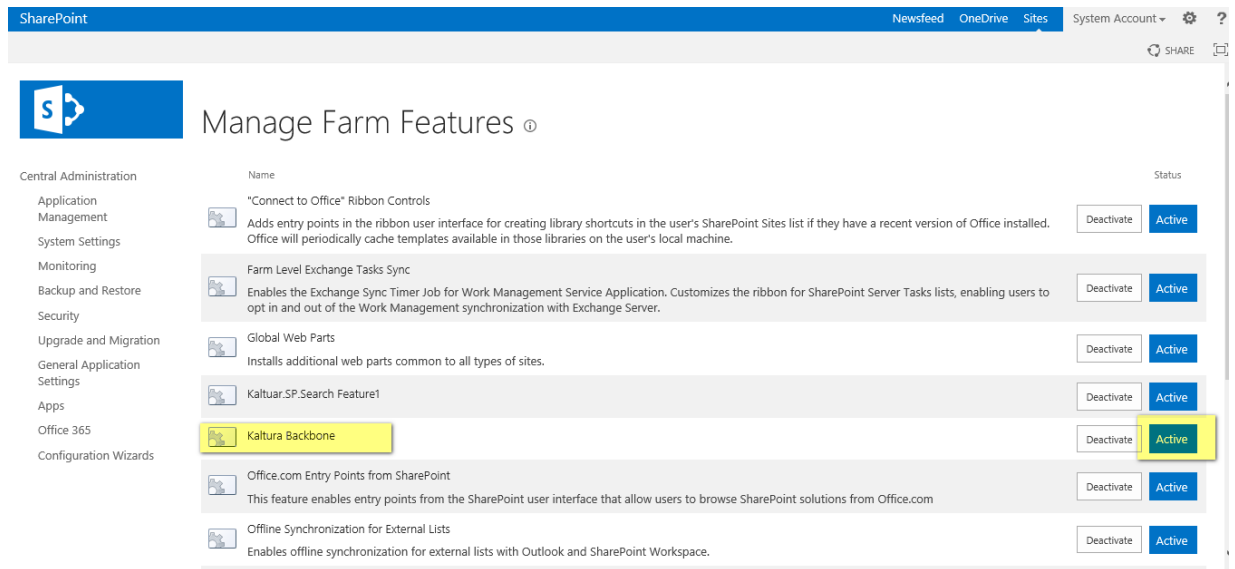 SharePoint Newsfeed OneDrive Sites System Account ?
SHARE
S
Manage Farm Features
Central Administration
Application
Management
System Settings
Monitoring
Backup and Restore
Security
Upgrade and Migration
General Application
Settings
Apps
Office 365
Configuration Wizards
Name Status
"Connect to Office" Ribbon Controls
Adds entry points in the ribbon user interface for creating library shortcuts in the user's SharePoint Sites list if they have a recent version of Office installed.
Office will periodically cache templates available in those libraries on the user's local machine.
Deactivate Active
Farm Level Exchange Tasks Sync
Enables the Exchange Sync Timer Job for Work Management Service Application. Customizes the ribbon for SharePoint Server Tasks lists, enabling users to
opt in and out of the Work Management synchronization with Exchange Server.
Deactivate Active
Global Web Parts
Installs additional web parts common to all types of sites.
Deactivate Active
Kaltuar.SP.Search Feature1
Deactivate Active
Kaltura Backbone
Deactivate Active
Office.com Entry Points from SharePoint
This feature enables entry points from the SharePoint user interface that allow users to browse SharePoint solutions from Office.com
Deactivate Active
Offline Synchronization for External Lists
Enables offline synchronization for external lists with Outlook and SharePoint Workspace.
Deactivate Active